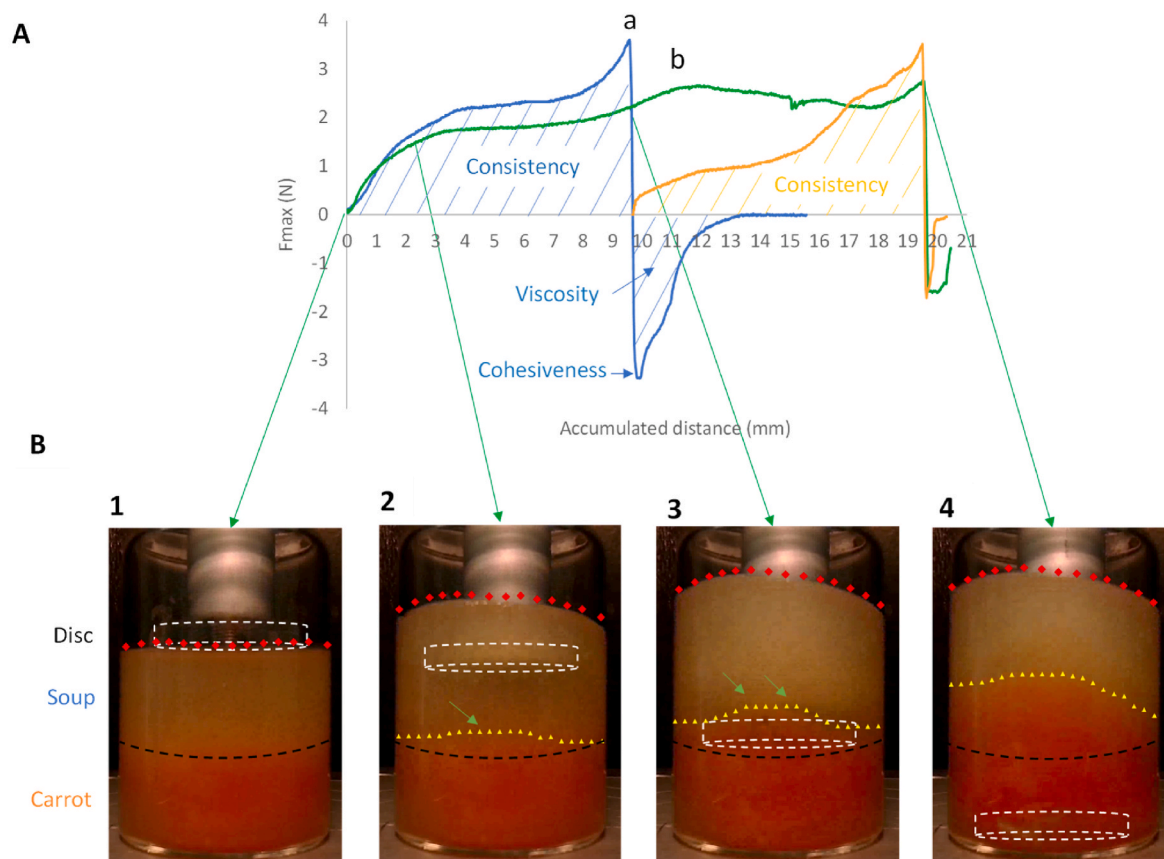 A
a
b
4
3
2
1
0
-1
-2
-3
-4
Fmax (N)
0 1 2 3 4 5 6 7 8 9 10 11 12 13 14 15 16 17 18 19 20 21
Consistency
Consistency
Viscosity
Cohesiveness
Accumulated distance (mm)
B
1
2
3
4
Disc
Soup
Carrot